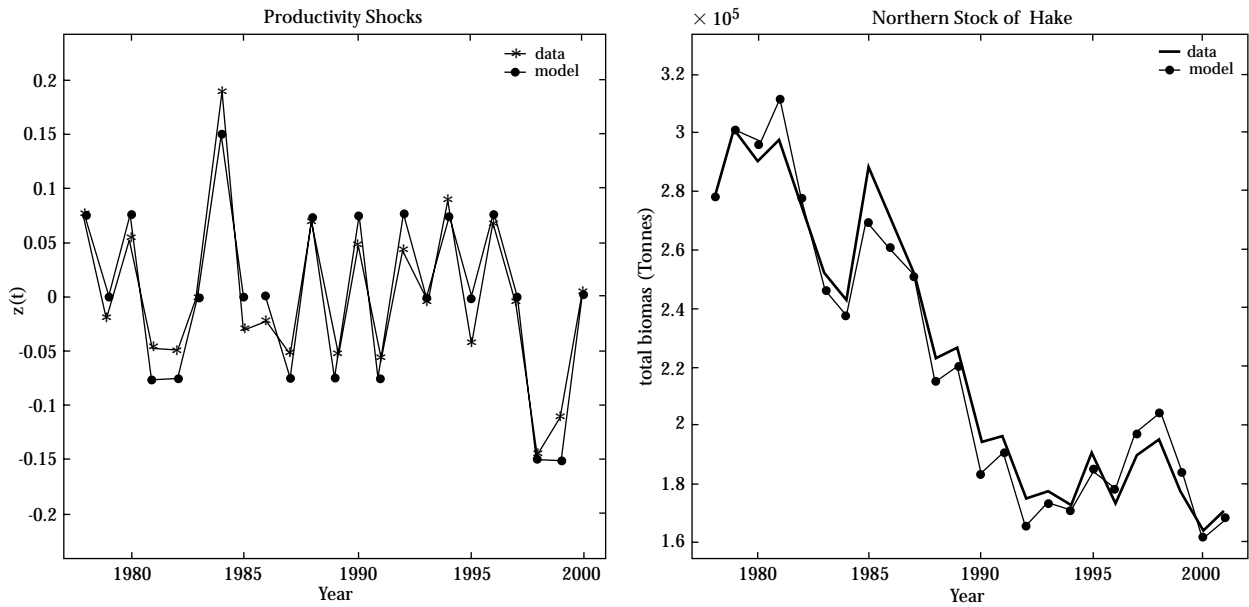 Productivity Shocks
data
model
0.2
0.15
0.1
0.05
0
-0.05
-0.1
-0.15
-0.2
z(t)
1980
1985
1990
1995
2000
Year
× 10⁵
Northern Stock of Hake
data
model
3.2
3
2.8
2.6
2.4
2.2
2
1.8
1.6
total biomas (Tonnes)
1980
1985
1990
1995
2000
Year